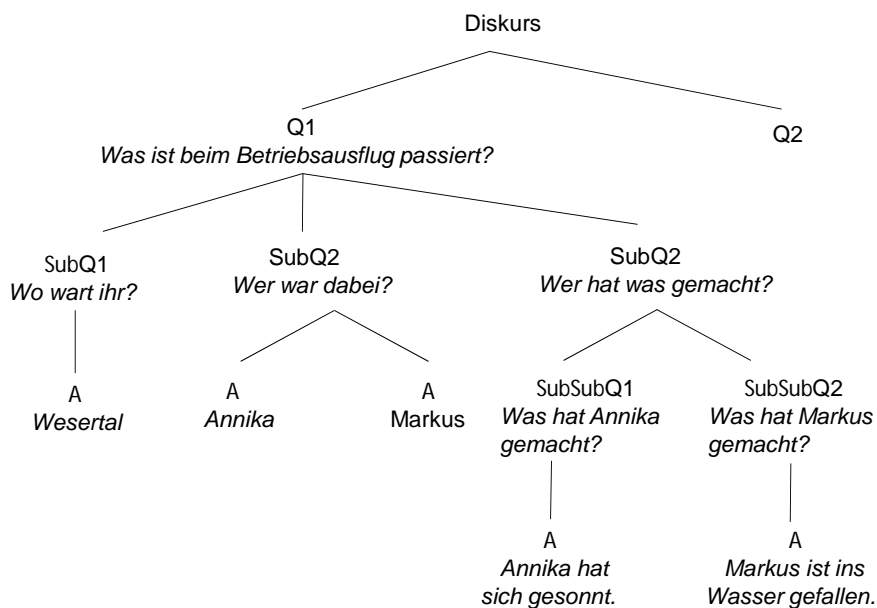 Diskurs
Q1
Was ist beim Betriebsausflug passiert?
Q2
SubQ1
Wo wart ihr?
SubQ2
Wer war dabei?
SubQ2
Wer hat was gemacht?
A
Wesertal
A
Annika
A
Markus
SubSubQ1
Was hat Annika
gemacht?
SubSubQ2
Was hat Markus
gemacht?
A
Annika hat
sich gesonnt.
A
Markus ist ins
Wasser gefallen.